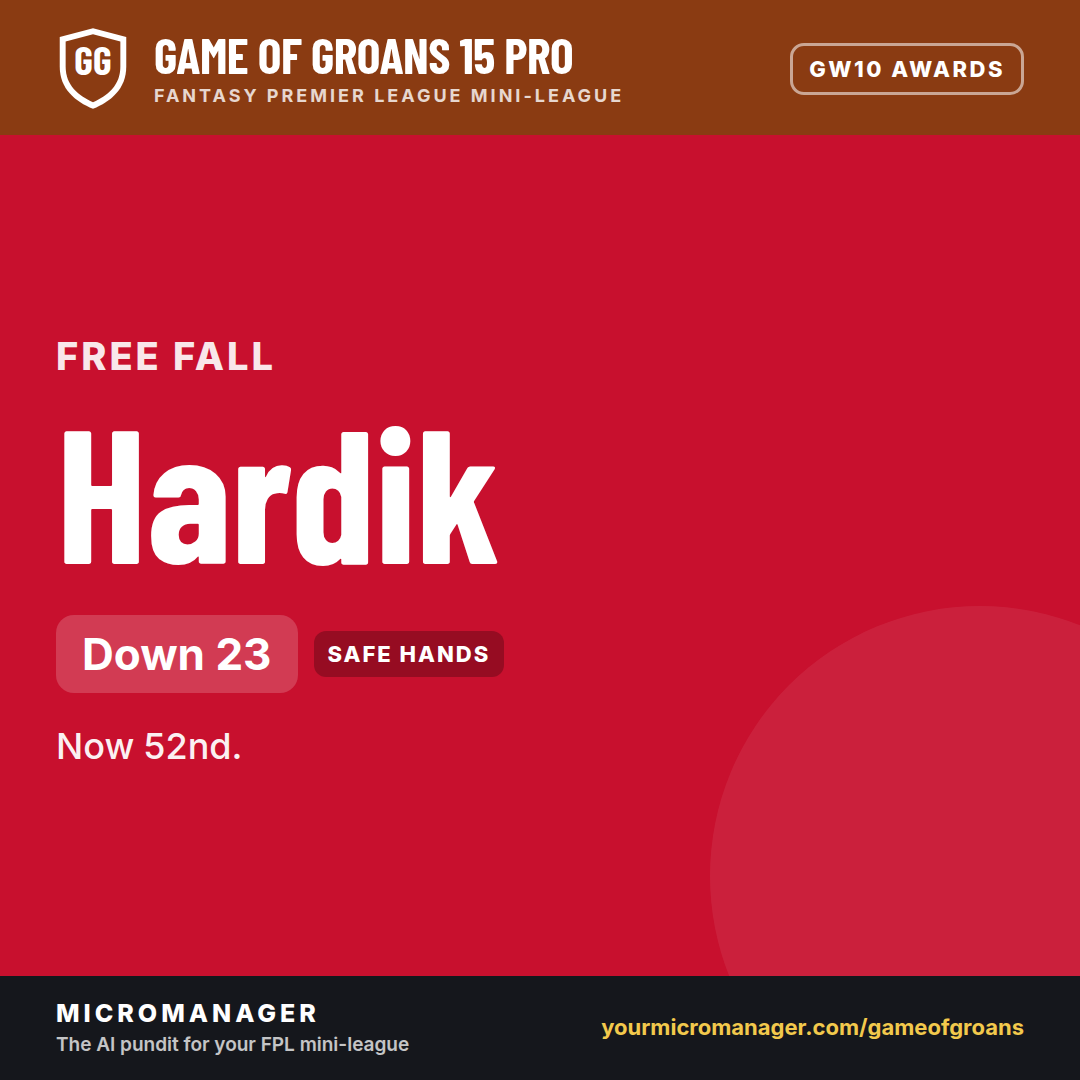 GG
GAME OF GROANS 15 PRO
FANTASY PREMIER LEAGUE MINI-LEAGUE
GW10 AWARDS
FREE FALL
Hardik
Down 23
SAFE HANDS
Now 52nd.
MICROMANAGER
The AI pundit for your FPL mini-league
yourmicromanager.com/gameofgroans